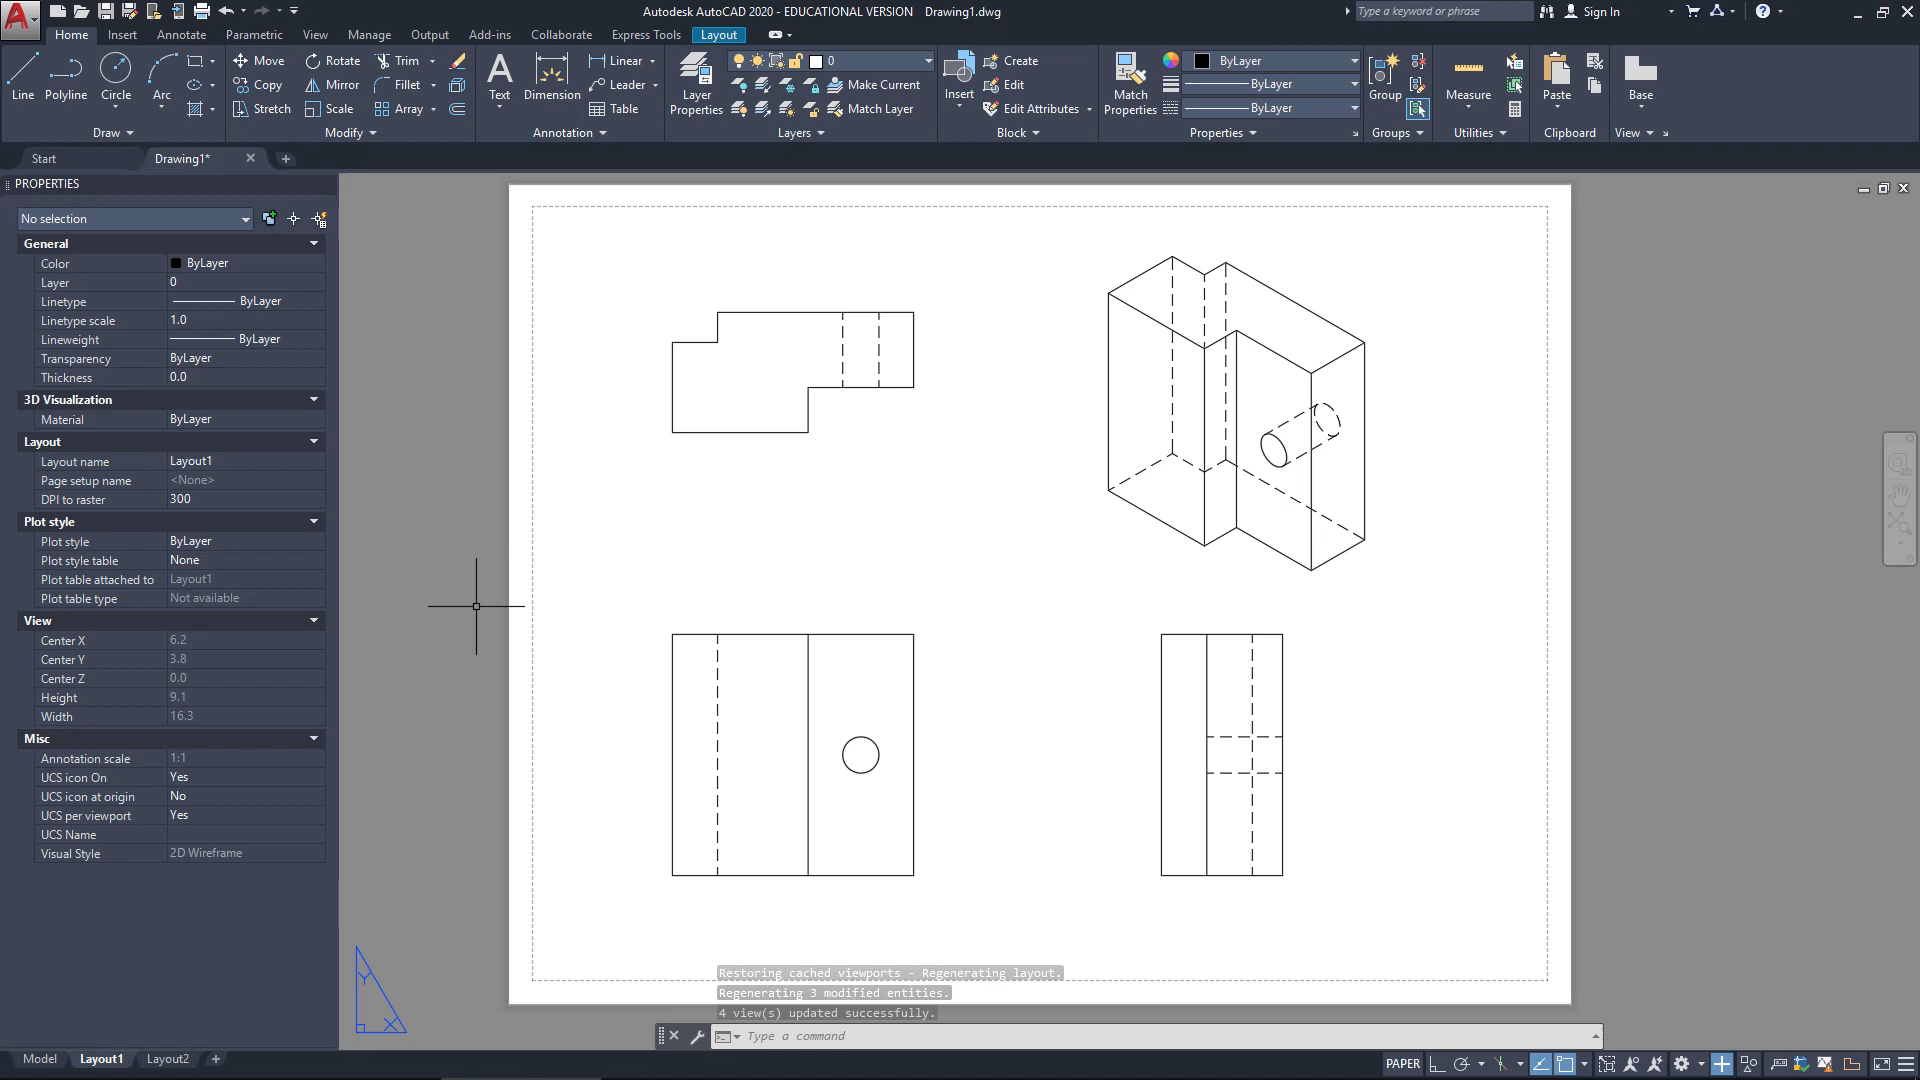 Autodesk AutoCAD 2020 - EDUCATIONAL VERSION    Drawing1.dwg
Type a keyword or phrase
Sign In
Home Insert Annotate Parametric View Manage Output Add-ins Collaborate Express Tools Layout
Line Polyline Circle Arc
Draw
Move Rotate Trim
Copy Mirror Fillet
Stretch Scale Array
Modify
Text Dimension
Linear
Leader
Table
Annotation
Layer Properties
0
Make Current
Match Layer
Layers
Insert
Create
Edit
Edit Attributes
Block
Match Properties
ByLayer
ByLayer
ByLayer
Properties
Group
Groups
Measure
Utilities
Paste
Clipboard
Base
View
Start Drawing1*
PROPERTIES
No selection
General
Color ByLayer
Layer 0
Linetype ByLayer
Linetype scale 1.0
Lineweight ByLayer
Transparency ByLayer
Thickness 0.0
3D Visualization
Material ByLayer
Layout
Layout name Layout1
Page setup name <None>
DPI to raster 300
Plot style
Plot style ByLayer
Plot style table None
Plot table attached to Layout1
Plot table type Not available
View
Center X 6.2
Center Y 3.8
Center Z 0.0
Height 9.1
Width 16.3
Misc
Annotation scale 1:1
UCS icon On Yes
UCS icon at origin No
UCS per viewport Yes
UCS Name
Visual Style 2D Wireframe
Y
X
Restoring cached viewports - Regenerating layout.
Regenerating 3 modified entities.
4 view(s) updated successfully.
Type a command
Model Layout1 Layout2
PAPER